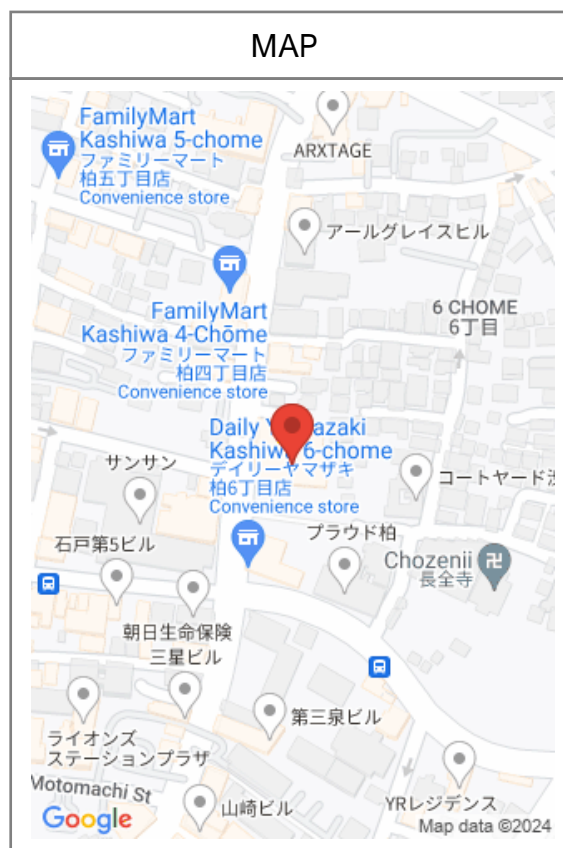 MAP
FamilyMart
Kashiwa 5-chome
ファミリーマート
柏五丁目店
Convenience store
ARXTAGE
アールグレイスヒル
FamilyMart
Kashiwa 4-Chōme
ファミリーマート
柏四丁目店
Convenience store
6 CHOME
6丁目
Daily
Kashiwa 6-chome
デイリーヤマザキ
柏6丁目店
Convenience store
サンサン
コートヤード
石戸第5ビル
プラウド柏
Chozenji
長全寺
朝日生命保険
三星ビル
第三泉ビル
ライオンズ
ステーションプラザ
Motomachi St
山崎ビル
YRレジデンス
Google
Map data ©2024